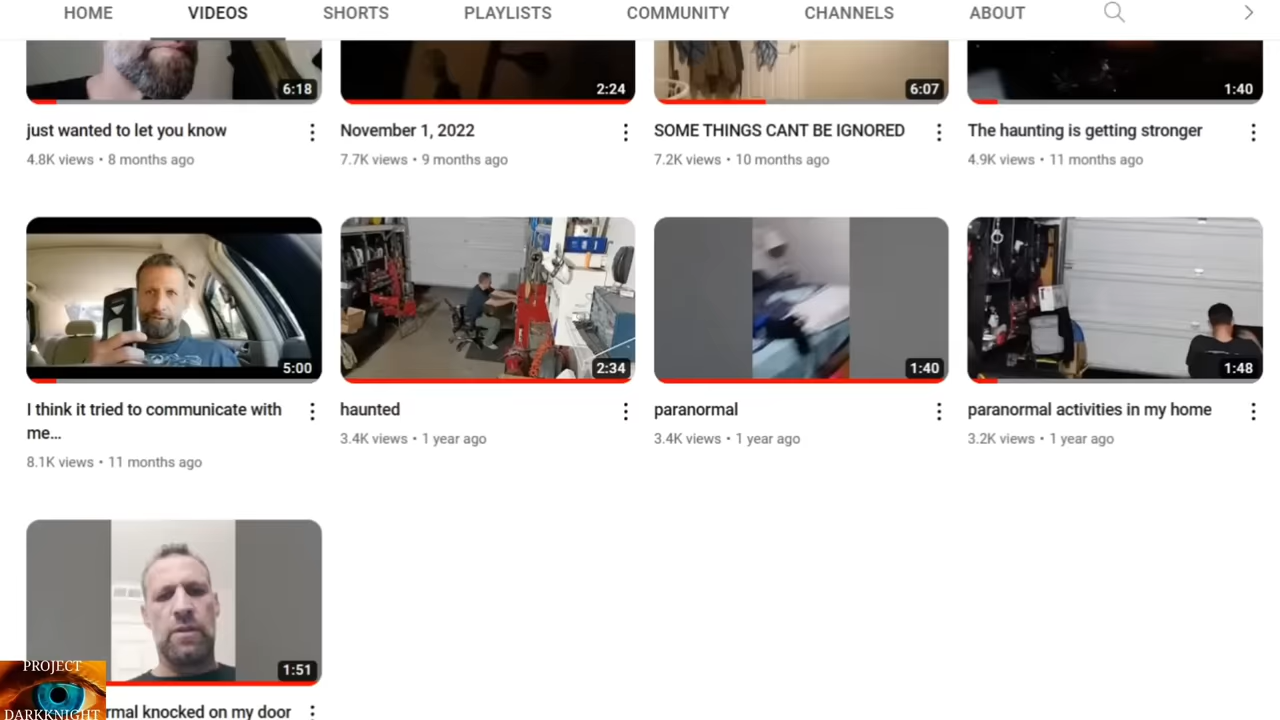 HOME VIDEOS SHORTS PLAYLISTS COMMUNITY CHANNELS ABOUT
6:18 2:24 6:07 1:40
just wanted to let you know
4.8K views • 8 months ago
November 1, 2022
7.7K views • 9 months ago
SOME THINGS CANT BE IGNORED
7.2K views • 10 months ago
The haunting is getting stronger
4.9K views • 11 months ago
5:00 2:34 1:40 1:48
I think it tried to communicate with
me...
8.1K views • 11 months ago
haunted
3.4K views • 1 year ago
paranormal
3.4K views • 1 year ago
paranormal activities in my home
3.2K views • 1 year ago
1:51
rmal knocked on my door
PROJECT
DARKKNIGHT